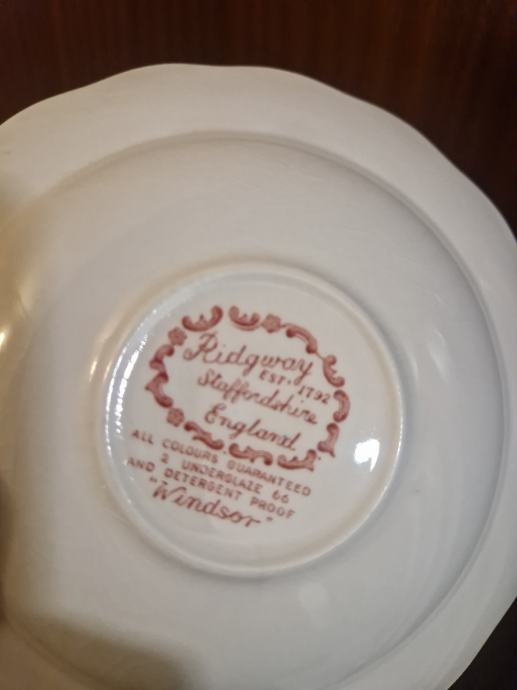 Ridgway
EST. 1792
Staffordshire
England
ALL COLOURS GUARANTEED
2 UNDERGLAZE 66
AND DETERGENT PROOF
"Windsor"